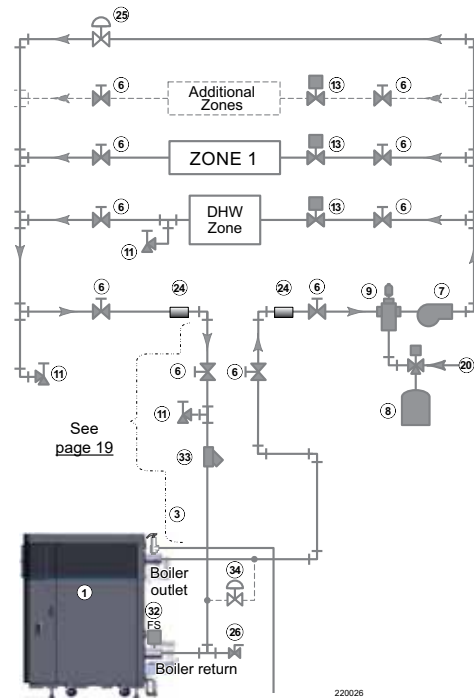 25
6
Additional
Zones
13
6
6
ZONE 1
13
6
6
DHW
Zone
13
6
11
6
24
24
6
9
7
11
6
6
20
8
11
See
page 19
33
3
1
Boiler
outlet
34
32
FS
26
Boiler return
220026